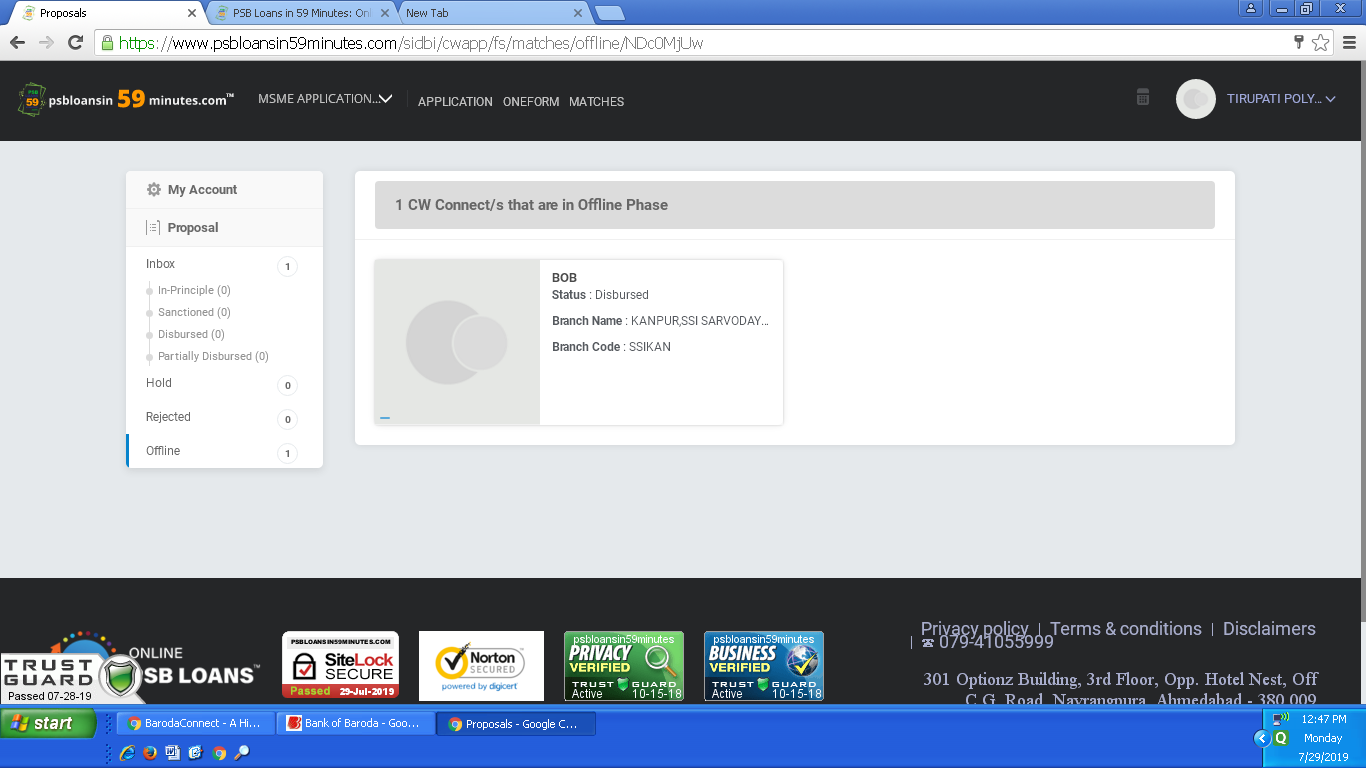 Proposals
PSB Loans in 59 Minutes: Onl
New Tab
https://www.psbloansin59minutes.com/sidbi/cwapp/fs/matches/offline/NDc0MjUw
PSB
59
psbloansin 59 minutes.com™
MSME APPLICATION...
APPLICATION ONEFORM MATCHES
TIRUPATI POLY...
My Account
Proposal
Inbox 1
In-Principle (0)
Sanctioned (0)
Disbursed (0)
Partially Disbursed (0)
Hold 0
Rejected 0
Offline 1
1 CW Connect/s that are in Offline Phase
BOB
Status : Disbursed
Branch Name : KANPUR,SSI SARVODAY...
Branch Code : SSIKAN
ONLINE
SB LOANS™
TRUST
GUARD
Passed 07-28-19
PSBLOANSIN59MINUTES.COM
SiteLock
SECURE
Passed 29-Jul-2019
Norton
SECURED
powered by digicert
psbloansin59minutes
PRIVACY
VERIFIED
TRUST GUARD
Active 10-15-18
psbloansin59minutes
BUSINESS
VERIFIED
TRUST GUARD
Active 10-15-18
Privacy policy | Terms & conditions | Disclaimers
| ☎ 079-41055999
301 Optionz Building, 3rd Floor, Opp. Hotel Nest, Off
C.G. Road, Navrangpura, Ahmedabad - 380 009
start
BarodaConnect - A Hi...
Bank of Baroda - Goo...
Proposals - Google C...
12:47 PM
Monday
7/29/2019